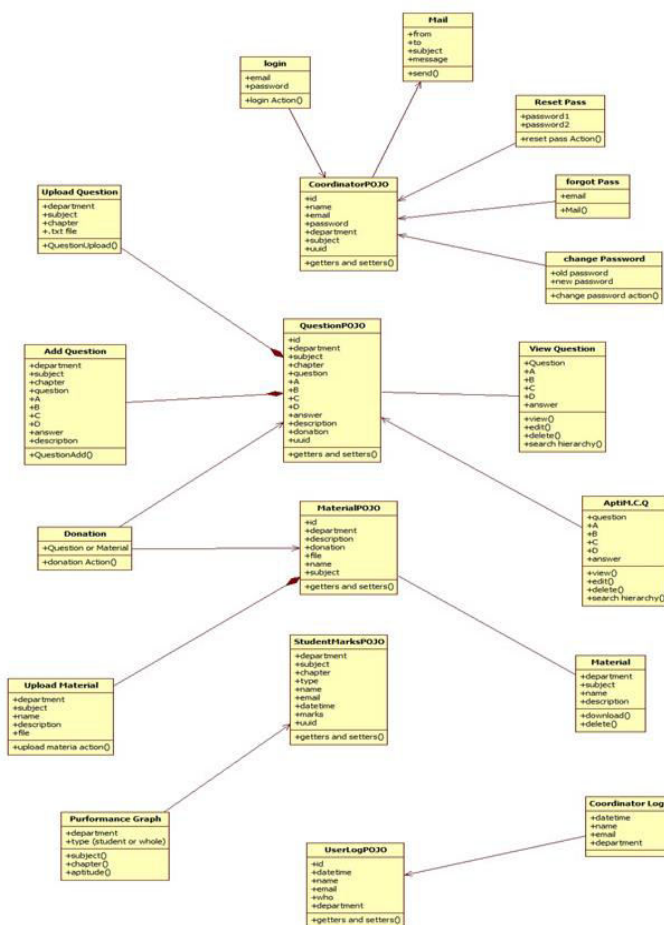 Mail
+from
+to
+subject
+message
+send()
login
+email
+password
+login Action()
Reset Pass
+password1
+password2
+reset pass Action()
CoordinatorPOJO
+id
+name
+email
+password
+department
+subject
+uuid
+getters and setters()
forgot Pass
+email
+Mail()
Upload Question
+department
+subject
+chapter
+.txt file
+QuestionUpload()
change Password
+old password
+new password
+change password action()
QuestionPOJO
+id
+department
+subject
+chapter
+question
+A
+B
+C
+D
+answer
+description
+donation
+uuid
+getters and setters()
Add Question
+department
+subject
+chapter
+question
+A
+B
+C
+D
+answer
+description
+QuestionAdd()
View Question
+Question
+A
+B
+C
+D
+answer
+view()
+edit()
+delete()
+search hierarchy()
AptiM.C.Q
+question
+A
+B
+C
+D
+answer
+view()
+edit()
+delete()
+search hierarchy()
MaterialPOJO
+id
+department
+description
+donation
+file
+name
+subject
+getters and setters()
Donation
+Question or Material
+donation Action()
StudentMarksPOJO
+department
+subject
+chapter
+type
+name
+email
+datetime
+marks
+uuid
+getters and setters()
Material
+department
+subject
+name
+description
+download()
+delete()
Upload Material
+department
+subject
+name
+description
+file
+upload materia action()
Purformance Graph
+department
+type (student or whole)
+subject()
+chapter()
+aptitude()
Coordinator Log
+datetime
+name
+email
+department
UserLogPOJO
+id
+datetime
+name
+email
+who
+department
+getters and setters()